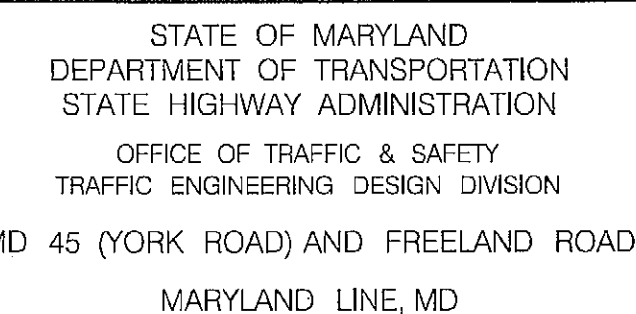 STATE OF MARYLAND
DEPARTMENT OF TRANSPORTATION
STATE HIGHWAY ADMINISTRATION
OFFICE OF TRAFFIC & SAFETY
TRAFFIC ENGINEERING DESIGN DIVISION
MD 45 (YORK ROAD) AND FREELAND ROAD
MARYLAND LINE, MD